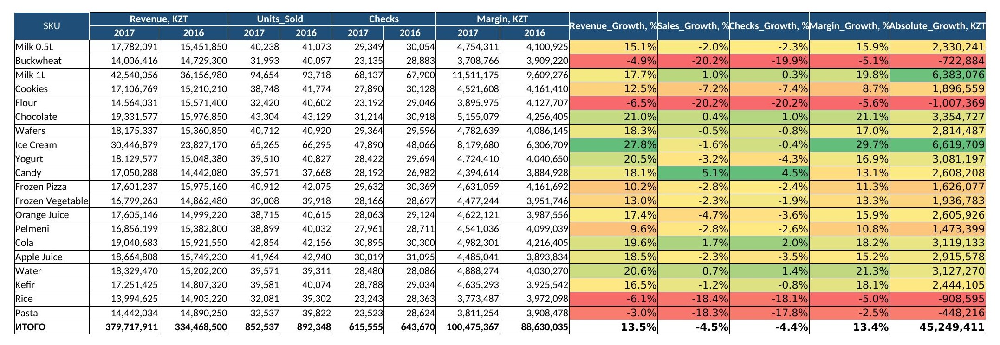 SKU Revenue, KZT Units_Sold Checks Margin, KZT Revenue_Growth, % Sales_Growth, % Checks_Growth, % Margin_Growth, % Absolute_Growth, KZT
2017 2016 2017 2016 2017 2016 2017 2016
Milk 0.5L 17,782,091 15,451,850 40,238 41,073 29,349 30,054 4,754,311 4,100,925 15.1% -2.0% -2.3% 15.9% 2,330,241
Buckwheat 14,006,416 14,729,300 31,993 40,097 23,135 28,883 3,708,766 3,909,220 -4.9% -20.2% -19.9% -5.1% -722,884
Milk 1L 42,540,056 36,156,980 94,654 93,718 68,137 67,900 11,511,175 9,609,276 17.7% 1.0% 0.3% 19.8% 6,383,076
Cookies 17,106,769 15,210,210 38,748 41,774 27,890 30,128 4,521,608 4,161,410 12.5% -7.2% -7.4% 8.7% 1,896,559
Flour 14,564,031 15,571,400 32,420 40,602 23,192 29,046 3,895,975 4,127,707 -6.5% -20.2% -20.2% -5.6% -1,007,369
Chocolate 19,331,577 15,976,850 43,304 43,129 31,214 30,918 5,155,079 4,256,405 21.0% 0.4% 1.0% 21.1% 3,354,727
Wafers 18,175,337 15,360,850 40,712 40,920 29,364 29,596 4,782,639 4,086,145 18.3% -0.5% -0.8% 17.0% 2,814,487
Ice Cream 30,446,879 23,827,170 65,265 66,295 47,890 48,066 8,179,680 6,306,709 27.8% -1.6% -0.4% 29.7% 6,619,709
Yogurt 18,129,577 15,048,380 39,510 40,827 28,422 29,694 4,724,410 4,040,650 20.5% -3.2% -4.3% 16.9% 3,081,197
Candy 17,050,288 14,442,080 39,571 37,668 28,192 26,982 4,394,614 3,884,928 18.1% 5.1% 4.5% 13.1% 2,608,208
Frozen Pizza 17,601,237 15,975,160 40,912 42,075 29,632 30,369 4,631,059 4,161,692 10.2% -2.8% -2.4% 11.3% 1,626,077
Frozen Vegetable 16,799,263 14,862,480 39,008 39,918 28,166 28,697 4,477,244 3,951,746 13.0% -2.3% -1.9% 13.3% 1,936,783
Orange Juice 17,605,146 14,999,220 38,715 40,615 28,063 29,124 4,622,121 3,987,556 17.4% -4.7% -3.6% 15.9% 2,605,926
Pelmeni 16,856,199 15,382,800 38,899 40,032 27,961 28,711 4,541,036 4,099,039 9.6% -2.8% -2.6% 10.8% 1,473,399
Cola 19,040,683 15,921,550 42,854 42,156 30,895 30,300 4,982,301 4,216,405 19.6% 1.7% 2.0% 18.2% 3,119,133
Apple Juice 18,664,808 15,749,230 41,964 42,940 30,019 31,095 4,485,041 3,893,834 18.5% -2.3% -3.5% 15.2% 2,915,578
Water 18,329,470 15,202,200 39,571 39,311 28,480 28,086 4,888,274 4,030,270 20.6% 0.7% 1.4% 21.3% 3,127,270
Kefir 17,251,425 14,807,320 39,581 40,074 28,788 29,034 4,635,293 3,925,542 16.5% -1.2% -0.8% 18.1% 2,444,105
Rice 13,994,625 14,903,220 32,081 39,302 23,243 28,363 3,773,487 3,972,098 -6.1% -18.4% -18.1% -5.0% -908,595
Pasta 14,442,034 14,890,250 32,537 39,822 23,523 28,624 3,811,254 3,908,478 -3.0% -18.3% -17.8% -2.5% -448,216
ИТОГО 379,717,911 334,468,500 852,537 892,348 615,555 643,670 100,475,367 88,630,035 13.5% -4.5% -4.4% 13.4% 45,249,411